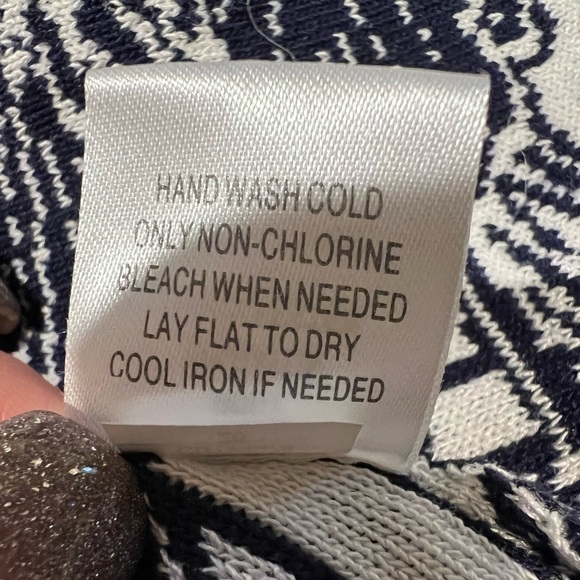 HAND WASH COLD
ONLY NON-CHLORINE
BLEACH WHEN NEEDED
LAY FLAT TO DRY
COOL IRON IF NEEDED